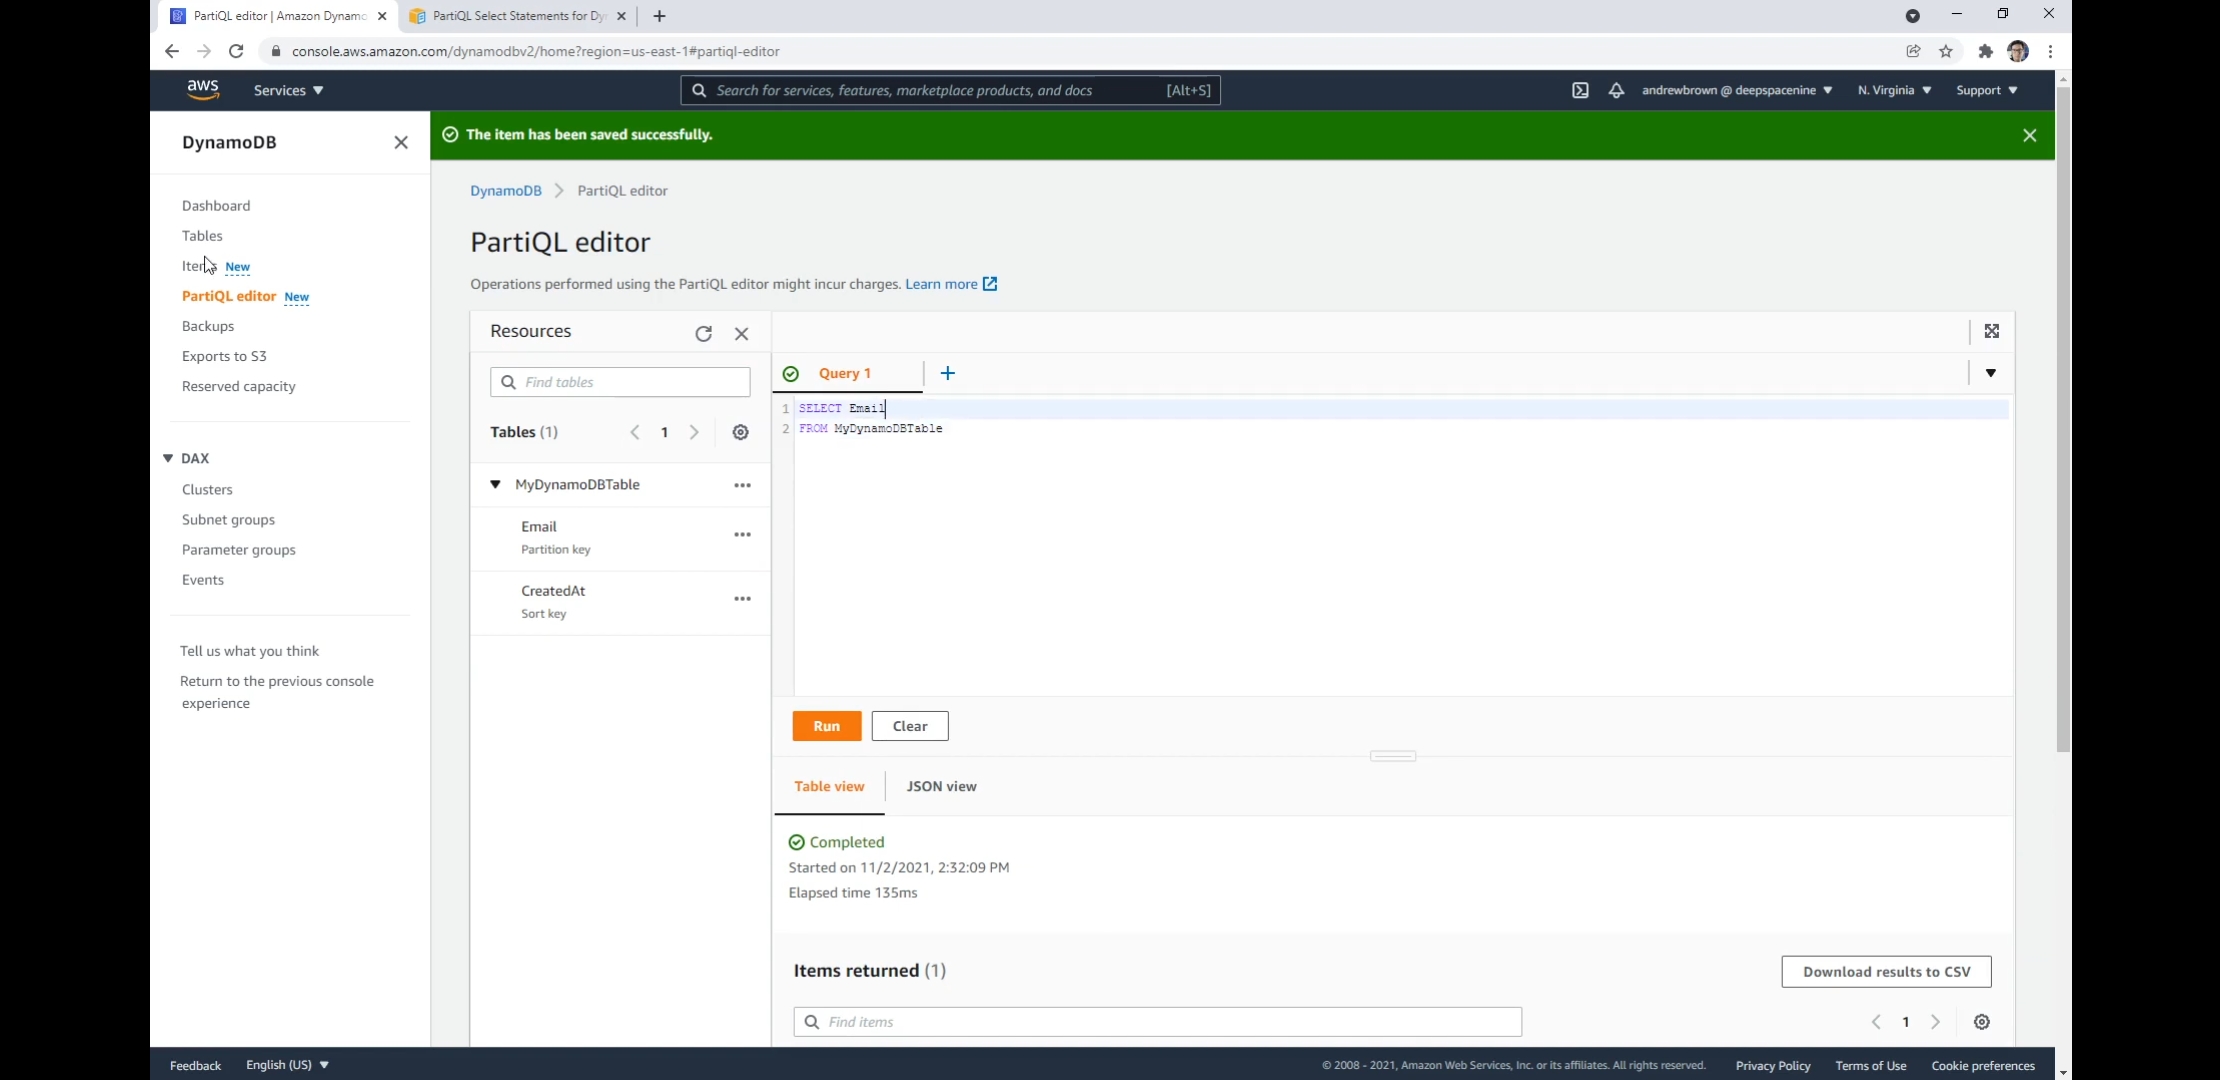 PartiQL editor | Amazon Dynamo
PartiQL Select Statements for Dy
console.aws.amazon.com/dynamodbv2/home?region=us-east-1#partiql-editor
aws
Services
Search for services, features, marketplace products, and docs
[Alt+S]
andrewbrown @ deepspacenine
N. Virginia
Support
DynamoDB
The item has been saved successfully.
Dashboard
Tables
New
PartiQL editor New
Backups
Exports to S3
Reserved capacity
DAX
Clusters
Subnet groups
Parameter groups
Events
Tell us what you think
Return to the previous console
experience
DynamoDB
PartiQL editor
PartiQL editor
Operations performed using the PartiQL editor might incur charges. Learn more
Resources
Find tables
Tables (1)
1
MyDynamoDBTable
Email
Partition key
CreatedAt
Sort key
Query 1
1 SELECT Email
2 FROM MyDynamoDBTable
Run
Clear
Table view
JSON view
Completed
Started on 11/2/2021, 2:32:09 PM
Elapsed time 135ms
Items returned (1)
Download results to CSV
Find items
1
Feedback
English (US)
© 2008 - 2021, Amazon Web Services, Inc. or its affiliates. All rights reserved.
Privacy Policy
Terms of Use
Cookie preferences